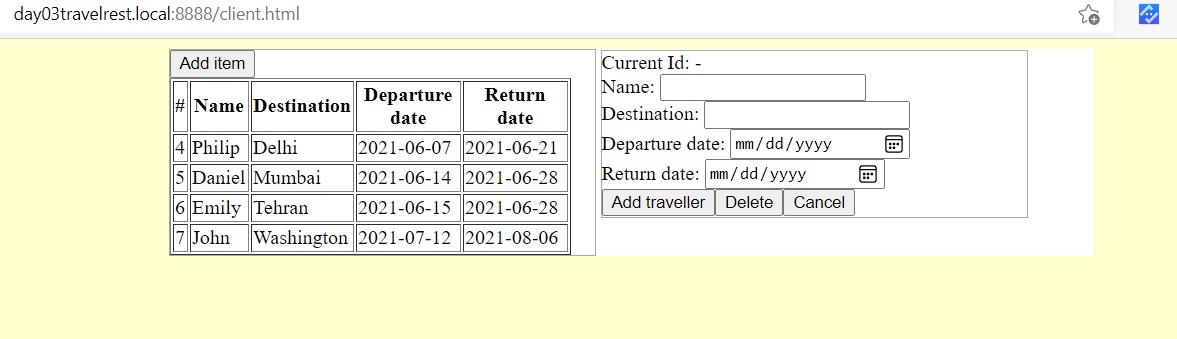 day03travelrest.local:8888/client.html
Add item
# Name Destination Departure date Return date
4 Philip Delhi 2021-06-07 2021-06-21
5 Daniel Mumbai 2021-06-14 2021-06-28
6 Emily Tehran 2021-06-15 2021-06-28
7 John Washington 2021-07-12 2021-08-06
Current Id: -
Name:
Destination:
Departure date: mm/dd/yyyy
Return date: mm/dd/yyyy
Add traveller Delete Cancel